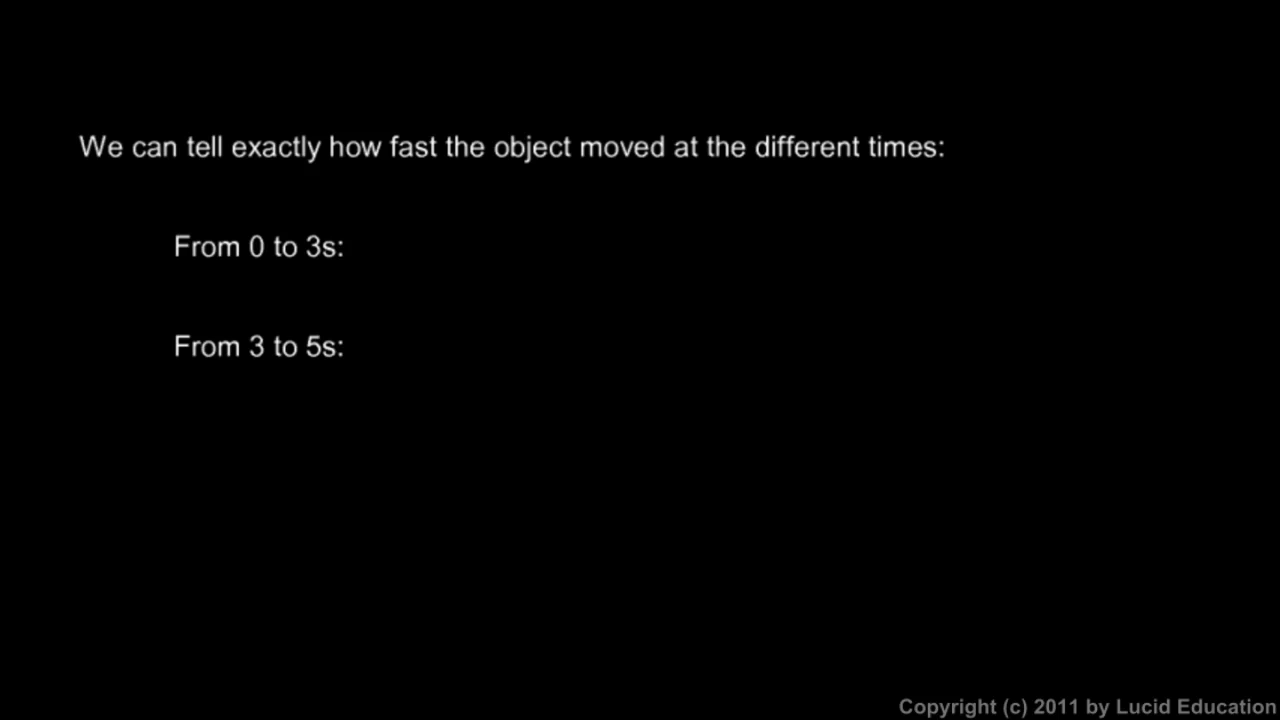 We can tell exactly how fast the object moved at the different times:
From 0 to 3s:
From 3 to 5s:
Copyright (c) 2011 by Lucid Education